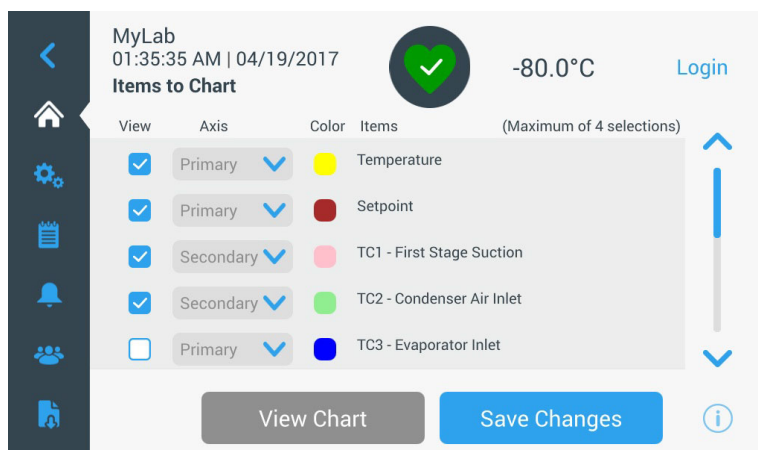 MyLab
01:35:35 AM | 04/19/2017
Items to Chart
-80.0°C
Login
View Axis Color Items (Maximum of 4 selections)
Primary Temperature
Primary Setpoint
Secondary TC1 - First Stage Suction
Secondary TC2 - Condenser Air Inlet
Primary TC3 - Evaporator Inlet
View Chart
Save Changes
i